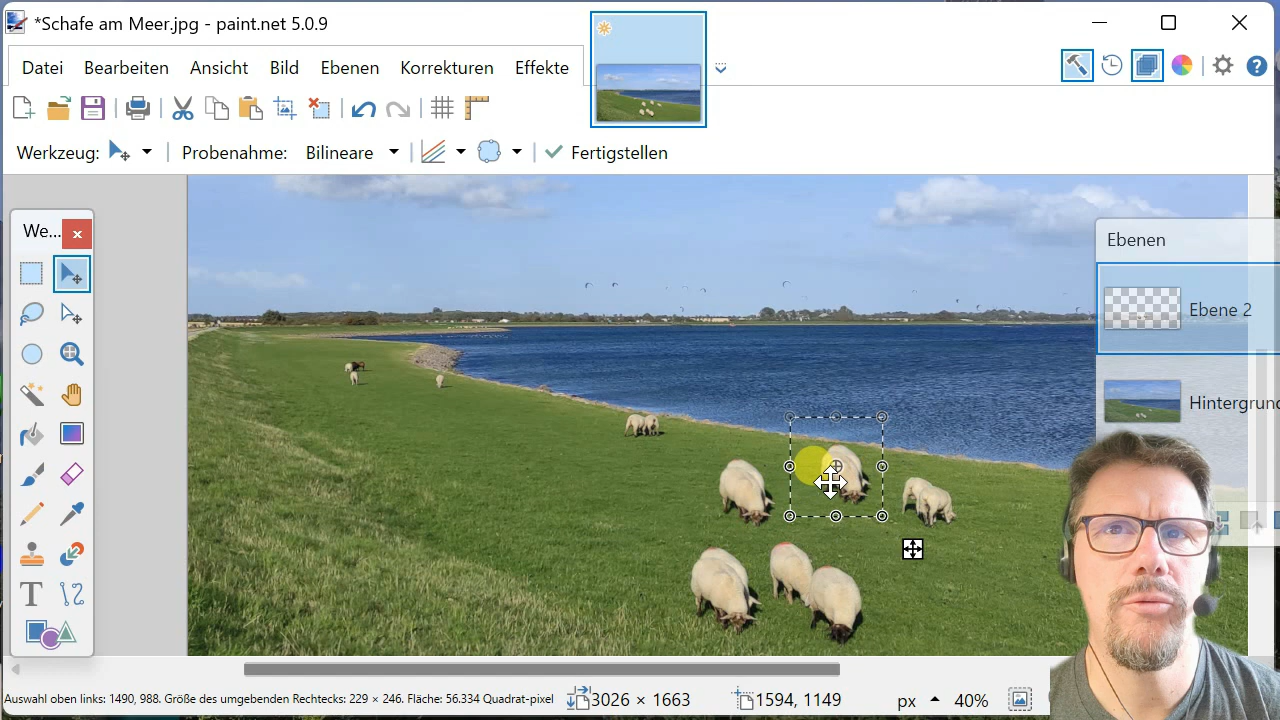 *Schafe am Meer.jpg - paint.net 5.0.9
Datei Bearbeiten Ansicht Bild Ebenen Korrekturen Effekte
Werkzeug: Probenahme: Bilineare Fertigstellen
We...
Ebenen
Ebene 2
Hintergrund
T
Auswahl oben links: 1490, 988. Größe des umgebenden Rechtecks: 229 × 246. Fläche: 56.334 Quadrat-pixel 3026 × 1663 1594, 1149 px 40%